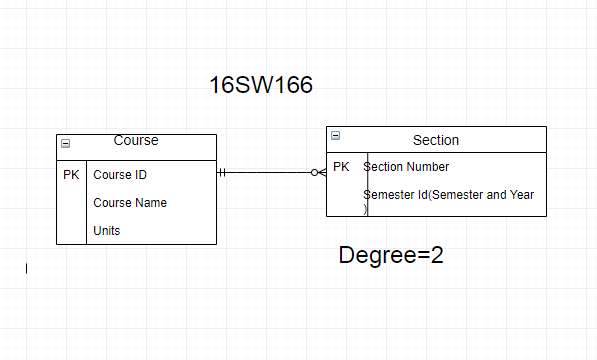 16SW166
Course
PK Course ID
Course Name
Units
Section
PK Section Number
Semester Id(Semester and Year
)
Degree=2